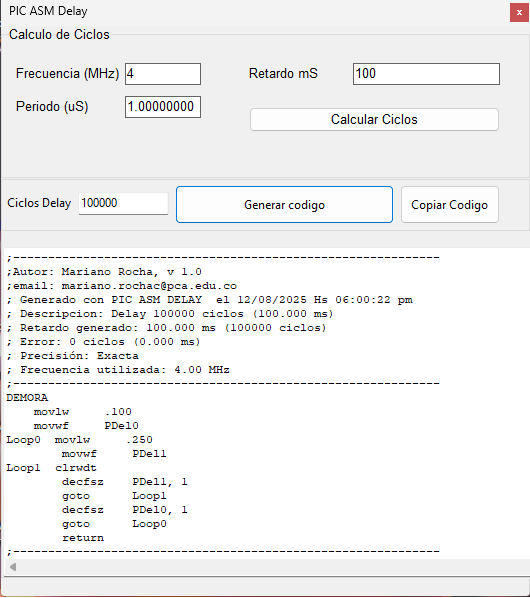 PIC ASM Delay
x
Calculo de Ciclos
Frecuencia (MHz) 4 Retardo mS 100
Periodo (uS) 1.00000000
Calcular Ciclos
Ciclos Delay 100000 Generar codigo Copiar Codigo
;-------------------------------------------------------------
;Autor: Mariano Rocha, v 1.0
;email: mariano.rochac@pca.edu.co
; Generado con PIC ASM DELAY  el 12/08/2025 Hs 06:00:22 pm
; Descripcion: Delay 100000 ciclos (100.000 ms)
; Retardo generado: 100.000 ms (100000 ciclos)
; Error: 0 ciclos (0.000 ms)
; Precisión: Exacta
; Frecuencia utilizada: 4.00 MHz
;-------------------------------------------------------------
DEMORA
    movlw    .100
    movwf    PDel0
Loop0  movlw     .250
        movwf     PDel1
Loop1  clrwdt
        decfsz    PDel1, 1
        goto      Loop1
        decfsz    PDel0, 1
        goto      Loop0
        return
;-------------------------------------------------------------